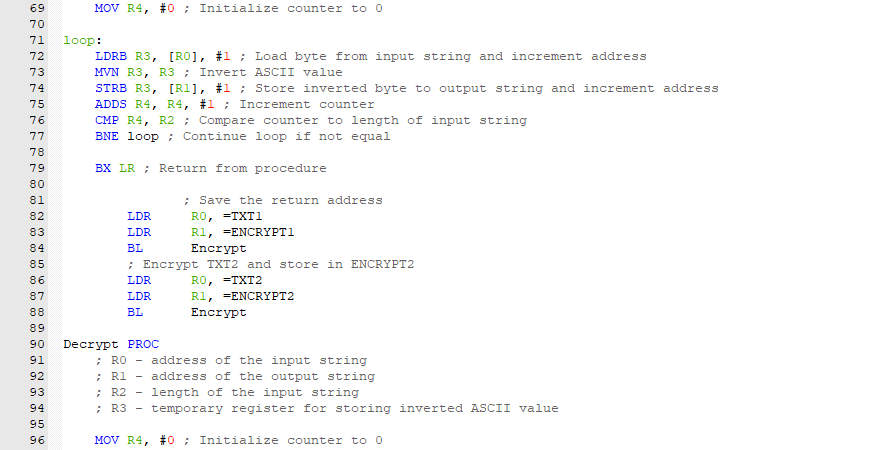 69 MOV R4, #0 ; Initialize counter to 0
70
71 loop:
72 LDRB R3, [R0], #1 ; Load byte from input string and increment address
73 MVN R3, R3 ; Invert ASCII value
74 STRB R3, [R1], #1 ; Store inverted byte to output string and increment address
75 ADDS R4, R4, #1 ; Increment counter
76 CMP R4, R2 ; Compare counter to length of input string
77 BNE loop ; Continue loop if not equal
78
79 BX LR ; Return from procedure
80
81 ; Save the return address
82 LDR R0, =TXT1
83 LDR R1, =ENCRYPT1
84 BL Encrypt
85 ; Encrypt TXT2 and store in ENCRYPT2
86 LDR R0, =TXT2
87 LDR R1, =ENCRYPT2
88 BL Encrypt
89
90 Decrypt PROC
91 ; R0 - address of the input string
92 ; R1 - address of the output string
93 ; R2 - length of the input string
94 ; R3 - temporary register for storing inverted ASCII value
95
96 MOV R4, #0 ; Initialize counter to 0